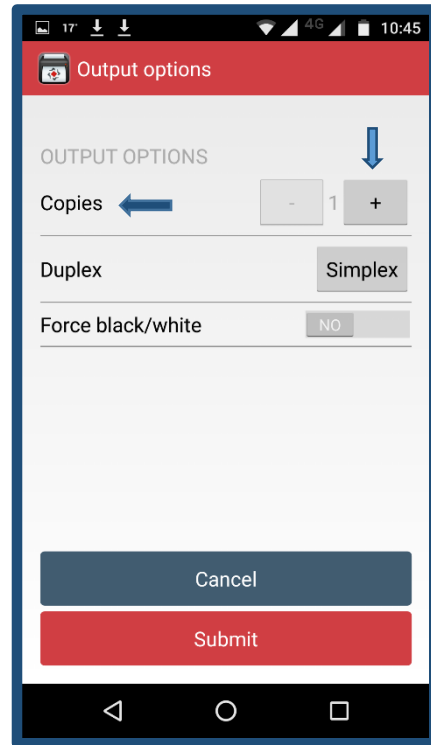 17° 4G 10:45
Output options
OUTPUT OPTIONS
Copies - 1 +
Duplex Simplex
Force black/white NO
Cancel
Submit